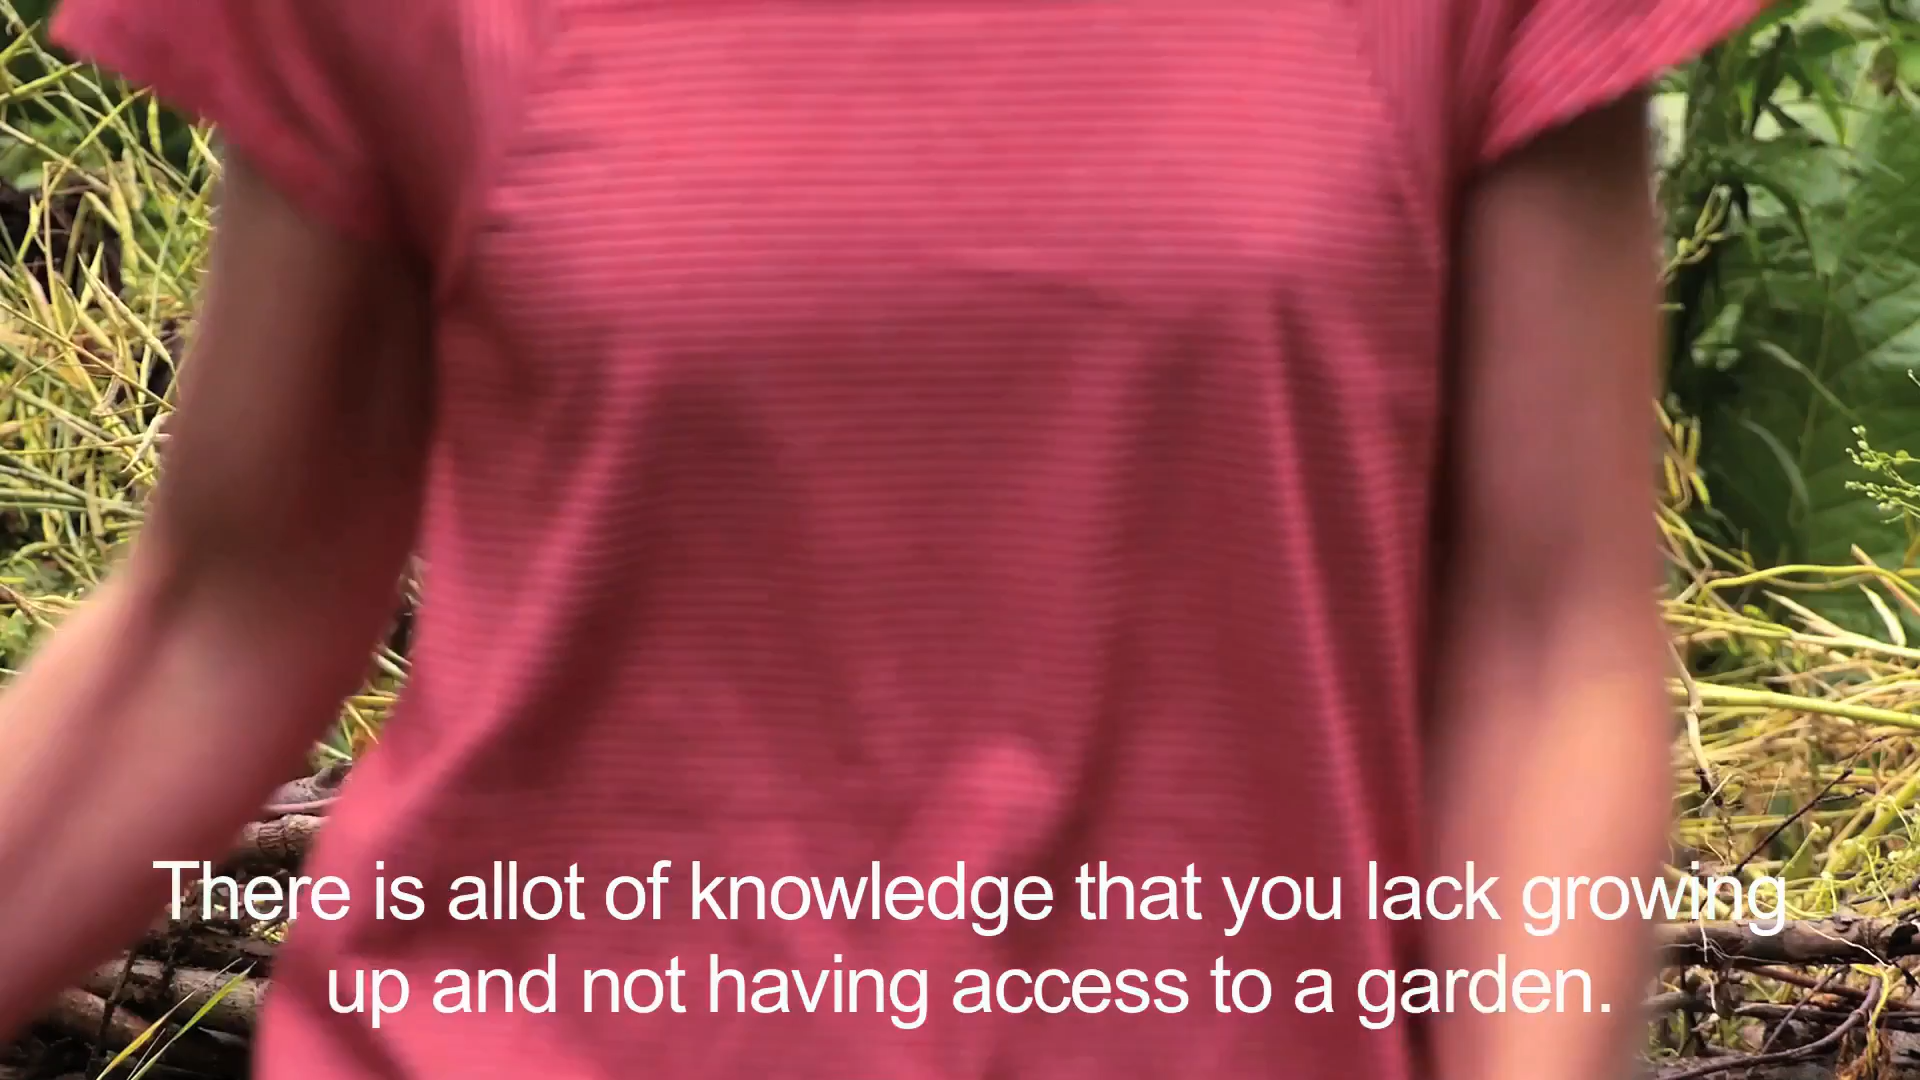 There is allot of knowledge that you lack growing
up and not having access to a garden.